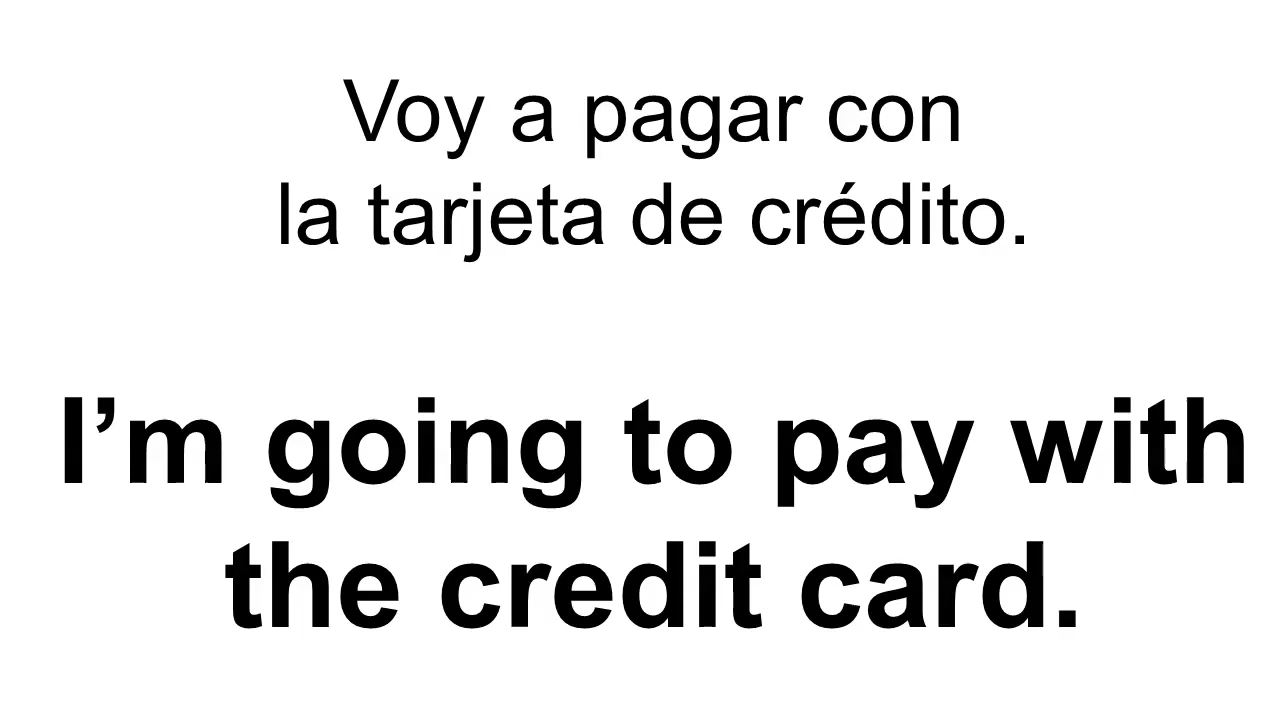 Voy a pagar con
la tarjeta de crédito.
I’m going to pay with
the credit card.